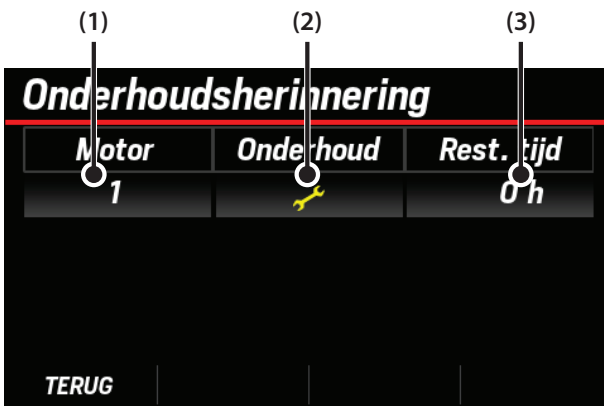 (1) (2) (3)
Onderhoudsherinnering
Motor Onderhoud Rest. tijd
1 0 h
TERUG